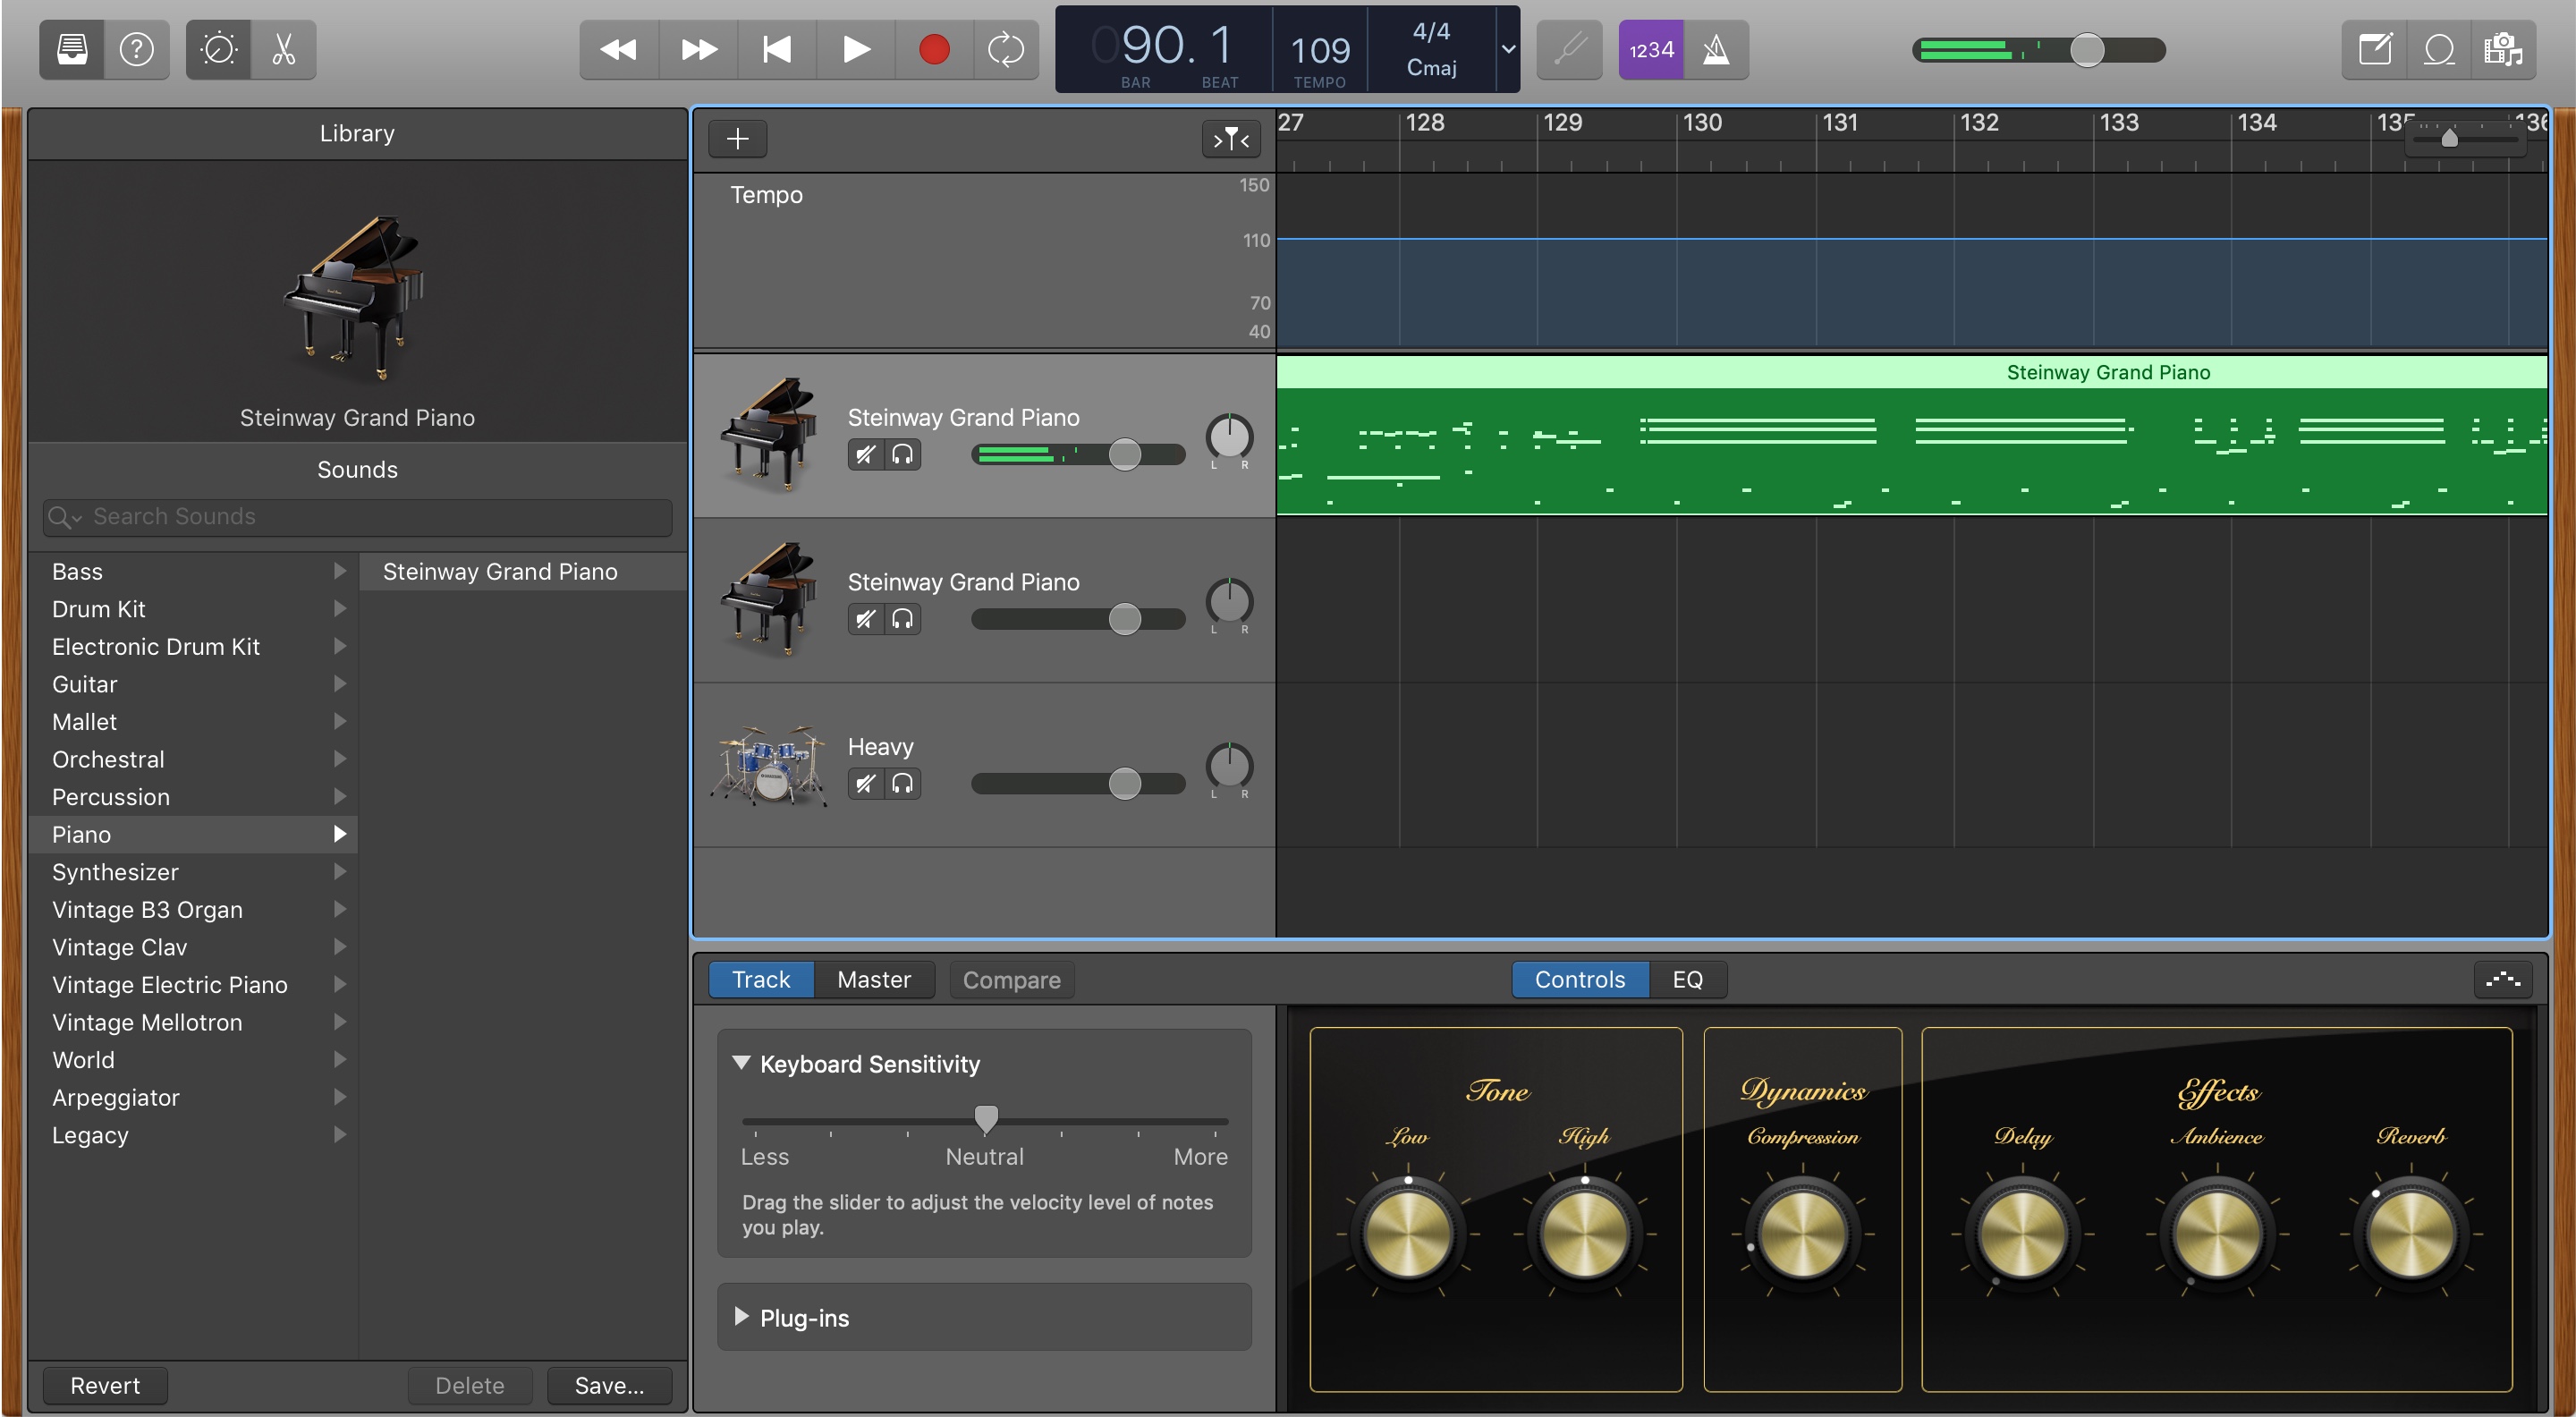 090. 1
BAR
BEAT
109
TEMPO
4/4
Cmaj
1234
Library
Steinway Grand Piano
Sounds
Search Sounds
Bass
Drum Kit
Electronic Drum Kit
Guitar
Mallet
Orchestral
Percussion
Piano
Synthesizer
Vintage B3 Organ
Vintage Clav
Vintage Electric Piano
Vintage Mellotron
World
Arpeggiator
Legacy
Steinway Grand Piano
Revert
Delete
Save...
27 128 129 130 131 132 133 134 135 136
Tempo
150
110
70
40
Steinway Grand Piano
L R
Steinway Grand Piano
Steinway Grand Piano
L R
Heavy
L R
Track
Master
Compare
Controls
EQ
Keyboard Sensitivity
Less
Neutral
More
Drag the slider to adjust the velocity level of notes
you play.
Plug-ins
Tone
Low
High
Dynamics
Compression
Effects
Delay
Ambience
Reverb